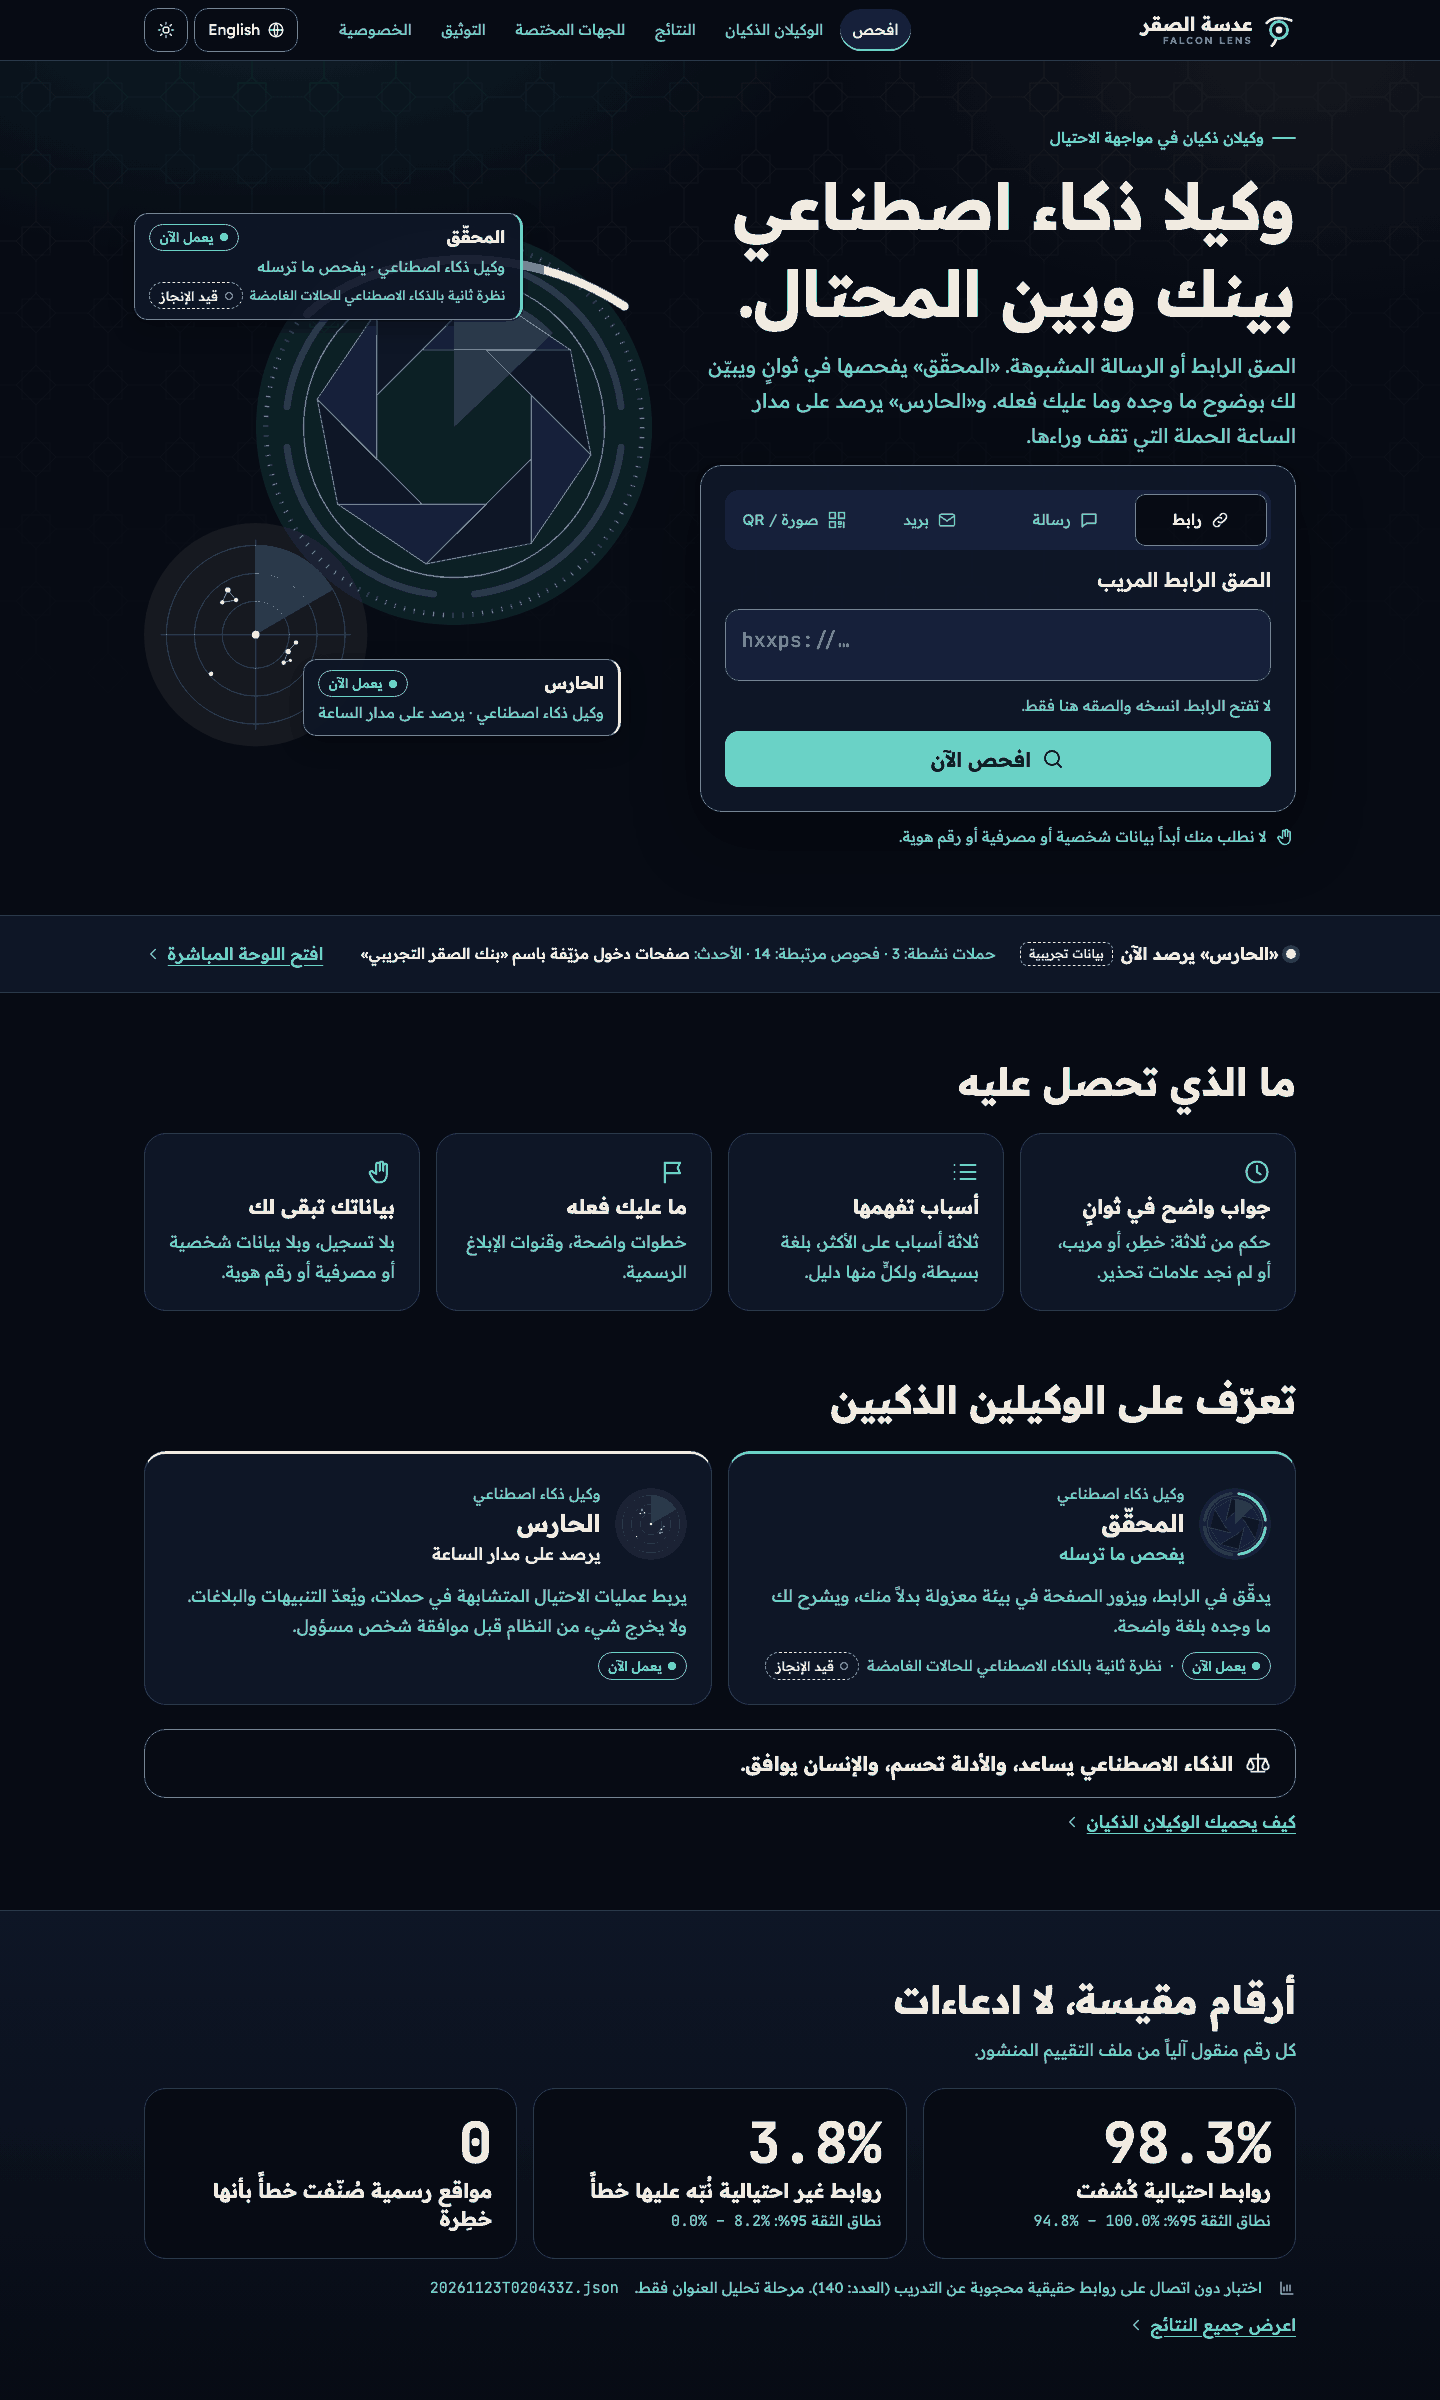 عدسة الصقر
FALCON LENS
افحص
الوكيلان الذكيان
النتائج
للجهات المختصة
التوثيق
الخصوصية
English
وكيلان ذكيان في مواجهة الاحتيال
وكيلا ذكاء اصطناعي
بينك وبين المحتال.
الصق الرابط أو الرسالة المشبوهة. «المحقّق» يفحصها في ثوانٍ ويبيّن
لك بوضوح ما وجده وما عليك فعله. و«الحارس» يرصد على مدار
الساعة الحملة التي تقف وراءها.
رابط
رسالة
بريد
صورة / QR
الصق الرابط المريب
hxxps://…
لا تفتح الرابط. انسخه والصقه هنا فقط.
افحص الآن
لا نطلب منك أبداً بيانات شخصية أو مصرفية أو رقم هوية.
المحقّق
يعمل الآن
وكيل ذكاء اصطناعي · يفحص ما ترسله
نظرة ثانية بالذكاء الاصطناعي للحالات الغامضة
قيد الإنجاز
الحارس
يعمل الآن
وكيل ذكاء اصطناعي · يرصد على مدار الساعة
«الحارس» يرصد الآن
بيانات تجريبية
حملات نشطة: 3 · فحوص مرتبطة: 14 · الأحدث: صفحات دخول مزيّفة باسم «بنك الصقر التجريبي»
افتح اللوحة المباشرة
ما الذي تحصل عليه
جواب واضح في ثوانٍ
حكم من ثلاثة: خطِر، أو مريب،
أو لم نجد علامات تحذير.
أسباب تفهمها
ثلاثة أسباب على الأكثر، بلغة
بسيطة، ولكلٍّ منها دليل.
ما عليك فعله
خطوات واضحة، وقنوات الإبلاغ
الرسمية.
بياناتك تبقى لك
بلا تسجيل، وبلا بيانات شخصية
أو مصرفية أو رقم هوية.
تعرّف على الوكيلين الذكيين
وكيل ذكاء اصطناعي
المحقّق
يفحص ما ترسله
يدقّق في الرابط، ويزور الصفحة في بيئة معزولة بدلاً منك، ويشرح لك
ما وجده بلغة واضحة.
يعمل الآن · نظرة ثانية بالذكاء الاصطناعي للحالات الغامضة قيد الإنجاز
وكيل ذكاء اصطناعي
الحارس
يرصد على مدار الساعة
يربط عمليات الاحتيال المتشابهة في حملات، ويُعدّ التنبيهات والبلاغات.
ولا يخرج شيء من النظام قبل موافقة شخص مسؤول.
يعمل الآن
الذكاء الاصطناعي يساعد، والأدلة تحسم، والإنسان يوافق.
كيف يحميك الوكيلان الذكيان
أرقام مقيسة، لا ادعاءات
كل رقم منقول آلياً من ملف التقييم المنشور.
98.3%
روابط احتيالية كُشفت
نطاق الثقة 95%: 94.8% – 100.0%
3.8%
روابط غير احتيالية نُبّه عليها خطأً
نطاق الثقة 95%: 0.0% – 8.2%
0
مواقع رسمية صُنّفت خطأً بأنها
خطِرة
اختبار دون اتصال على روابط حقيقية محجوبة عن التدريب (العدد: 140). مرحلة تحليل العنوان فقط. 20261123T020433Z.json
اعرض جميع النتائج